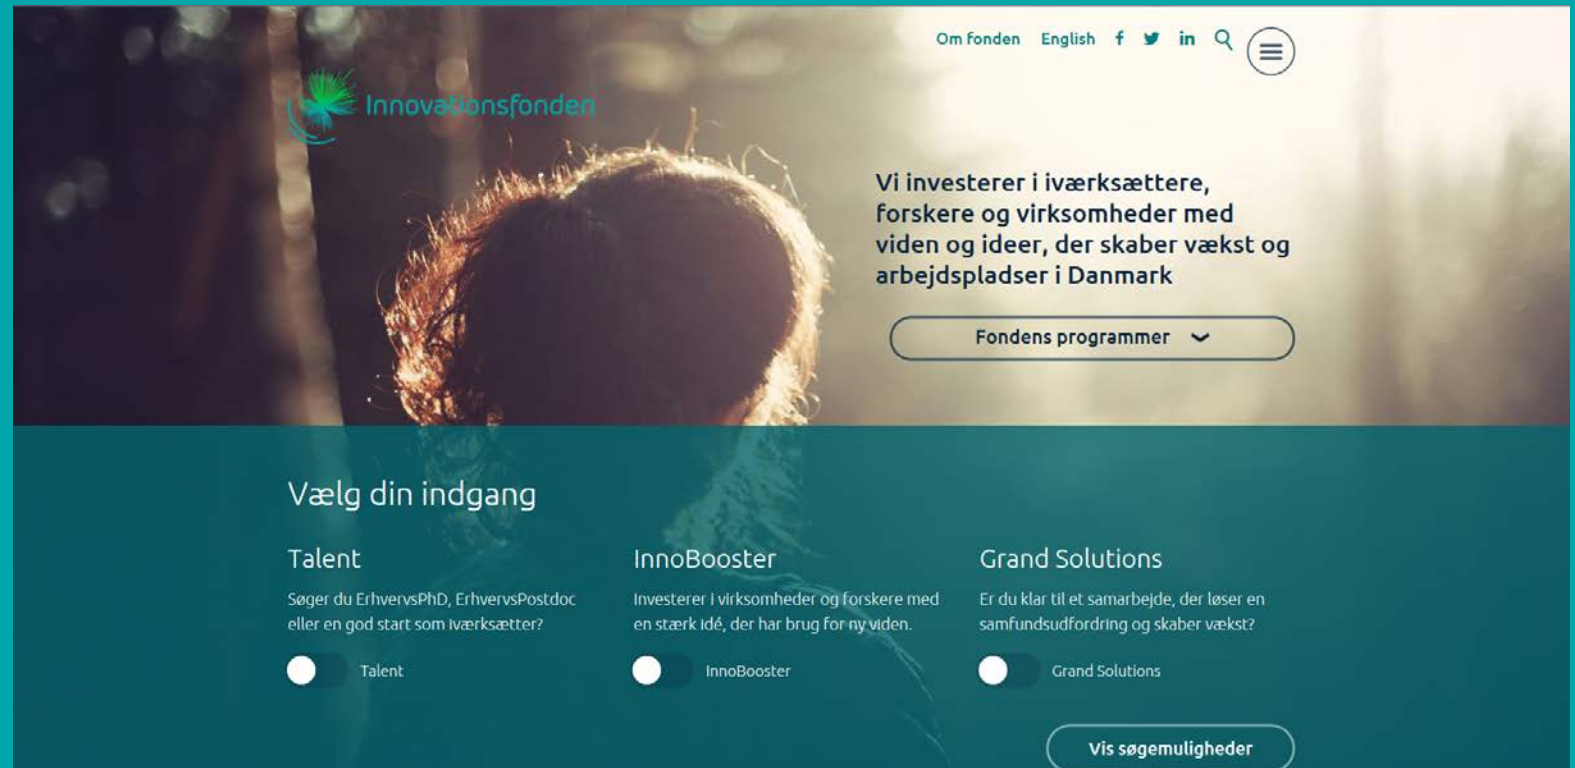 Om fonden English
Innovationsfonden
Vi investerer i iværksættere,
forskere og virksomheder med
viden og ideer, der skaber vækst og
arbejdspladser i Danmark
Fondens programmer
Vælg din indgang
Talent
Søger du ErhvervsPhD, ErhvervsPostdoc
eller en god start som iværksætter?
Talent
InnoBooster
Investerer i virksomheder og forskere med
en stærk idé, der har brug for ny viden.
InnoBooster
Grand Solutions
Er du klar til et samarbejde, der løser en
samfundsudfordring og skaber vækst?
Grand Solutions
Vis søgemuligheder